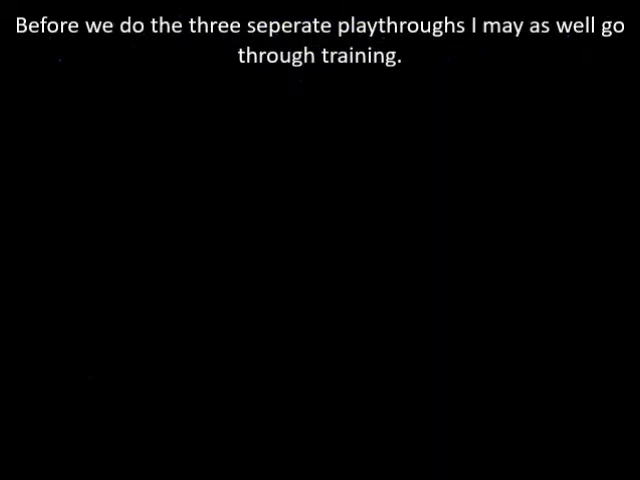 Before we do the three seperate playthroughs I may as well go
through training.